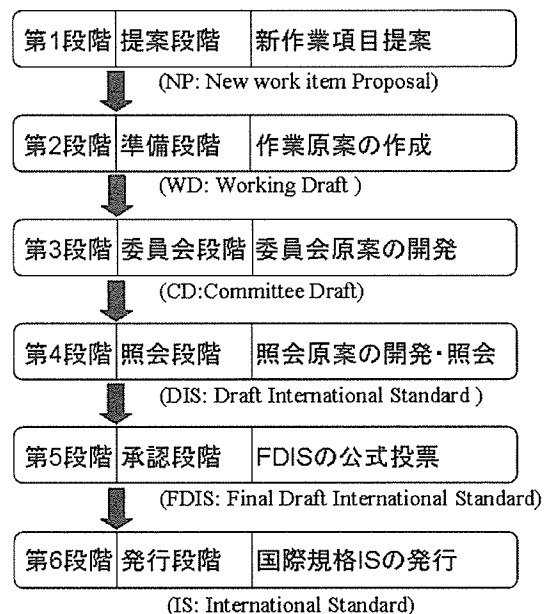 第1段階 提案段階 新作業項目提案
(NP: New work item Proposal)
第2段階 準備段階 作業原案の作成
(WD: Working Draft )
第3段階 委員会段階 委員会原案の開発
(CD:Committee Draft)
第4段階 照会段階 照会原案の開発・照会
(DIS: Draft International Standard )
第5段階 承認段階 FDISの公式投票
(FDIS: Final Draft International Standard)
第6段階 発行段階 国際規格ISの発行
(IS: International Standard)